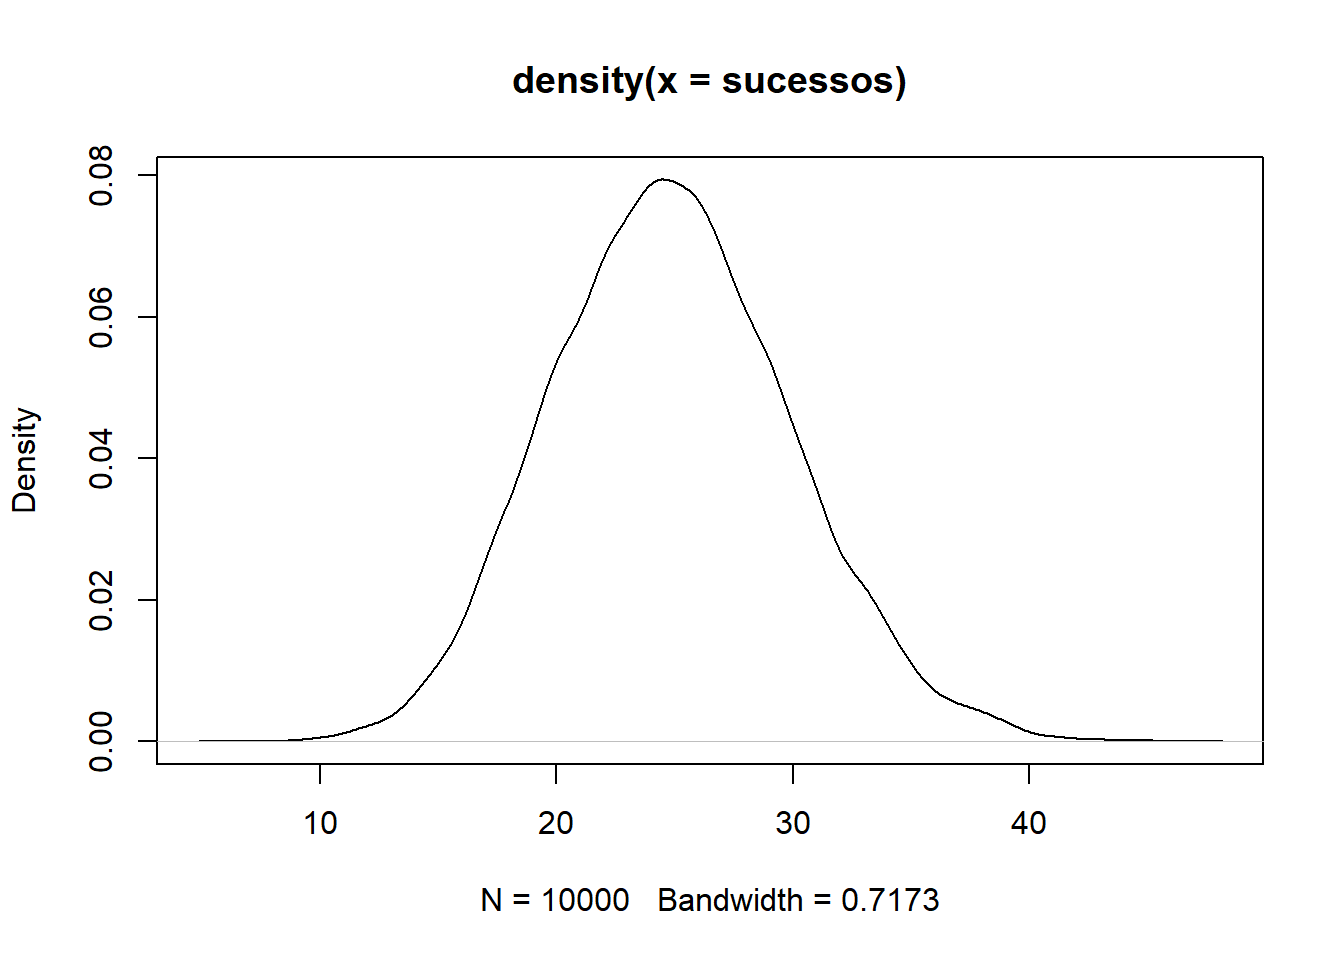 density(x = sucessos)
0.08
0.06
0.04
0.02
0.00
Density
10 20 30 40
N = 10000 Bandwidth = 0.7173